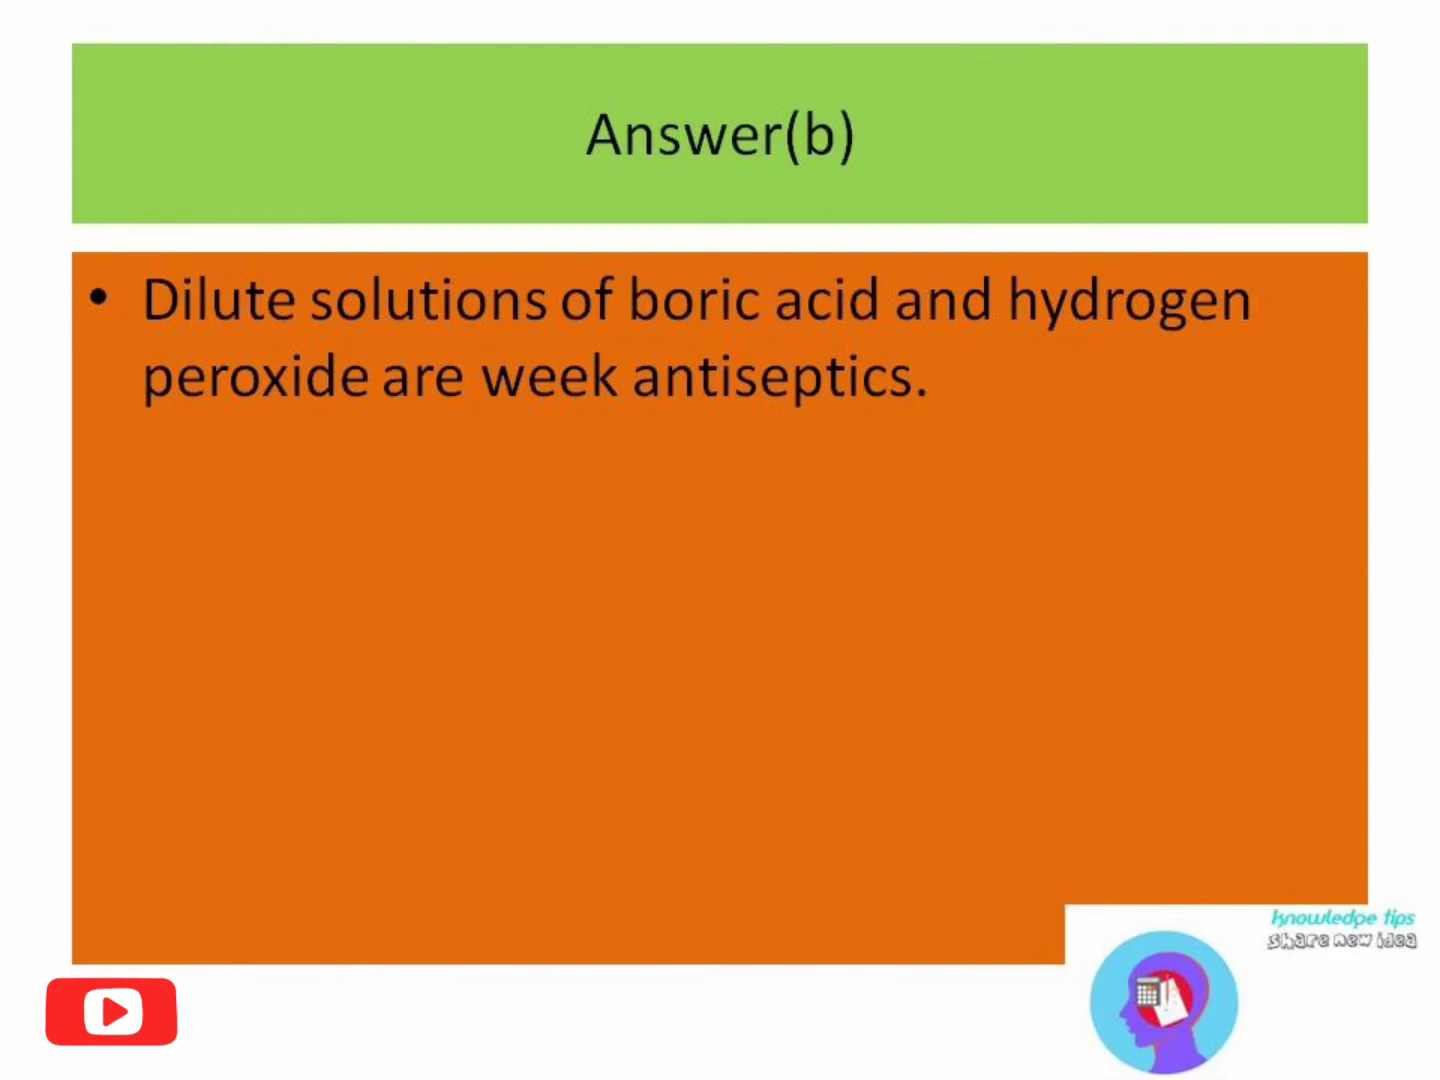 Answer(b)
• Dilute solutions of boric acid and hydrogen
peroxide are week antiseptics.
knowledge tips
share new idea